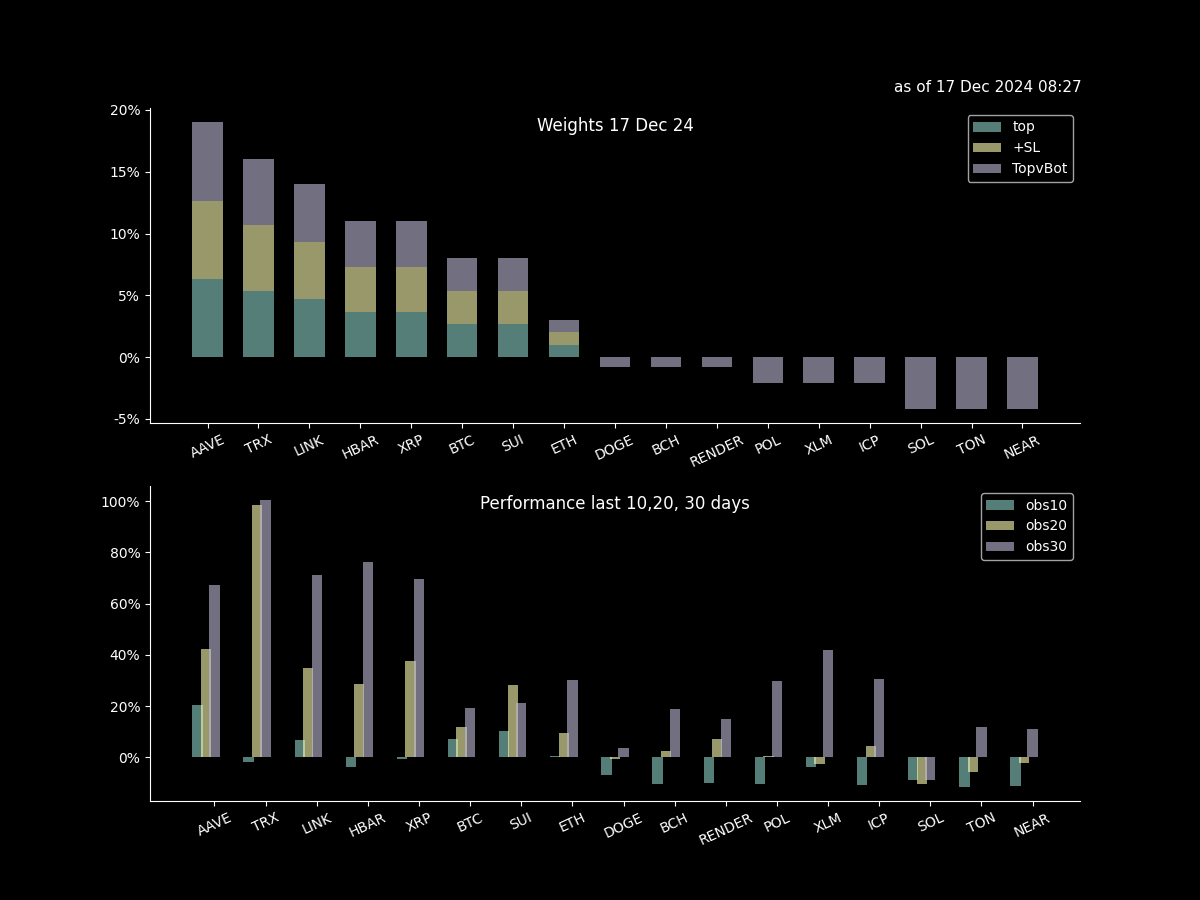 as of 17 Dec 2024 08:27
Weights 17 Dec 24
top
+SL
TopvBot
20%
15%
10%
5%
0%
-5%
AAVE TRX LINK HBAR XRP BTC SUI ETH DOGE BCH RENDER POL XLM ICP SOL TON NEAR
Performance last 10,20, 30 days
obs10
obs20
obs30
100%
80%
60%
40%
20%
0%
AAVE TRX LINK HBAR XRP BTC SUI ETH DOGE BCH RENDER POL XLM ICP SOL TON NEAR